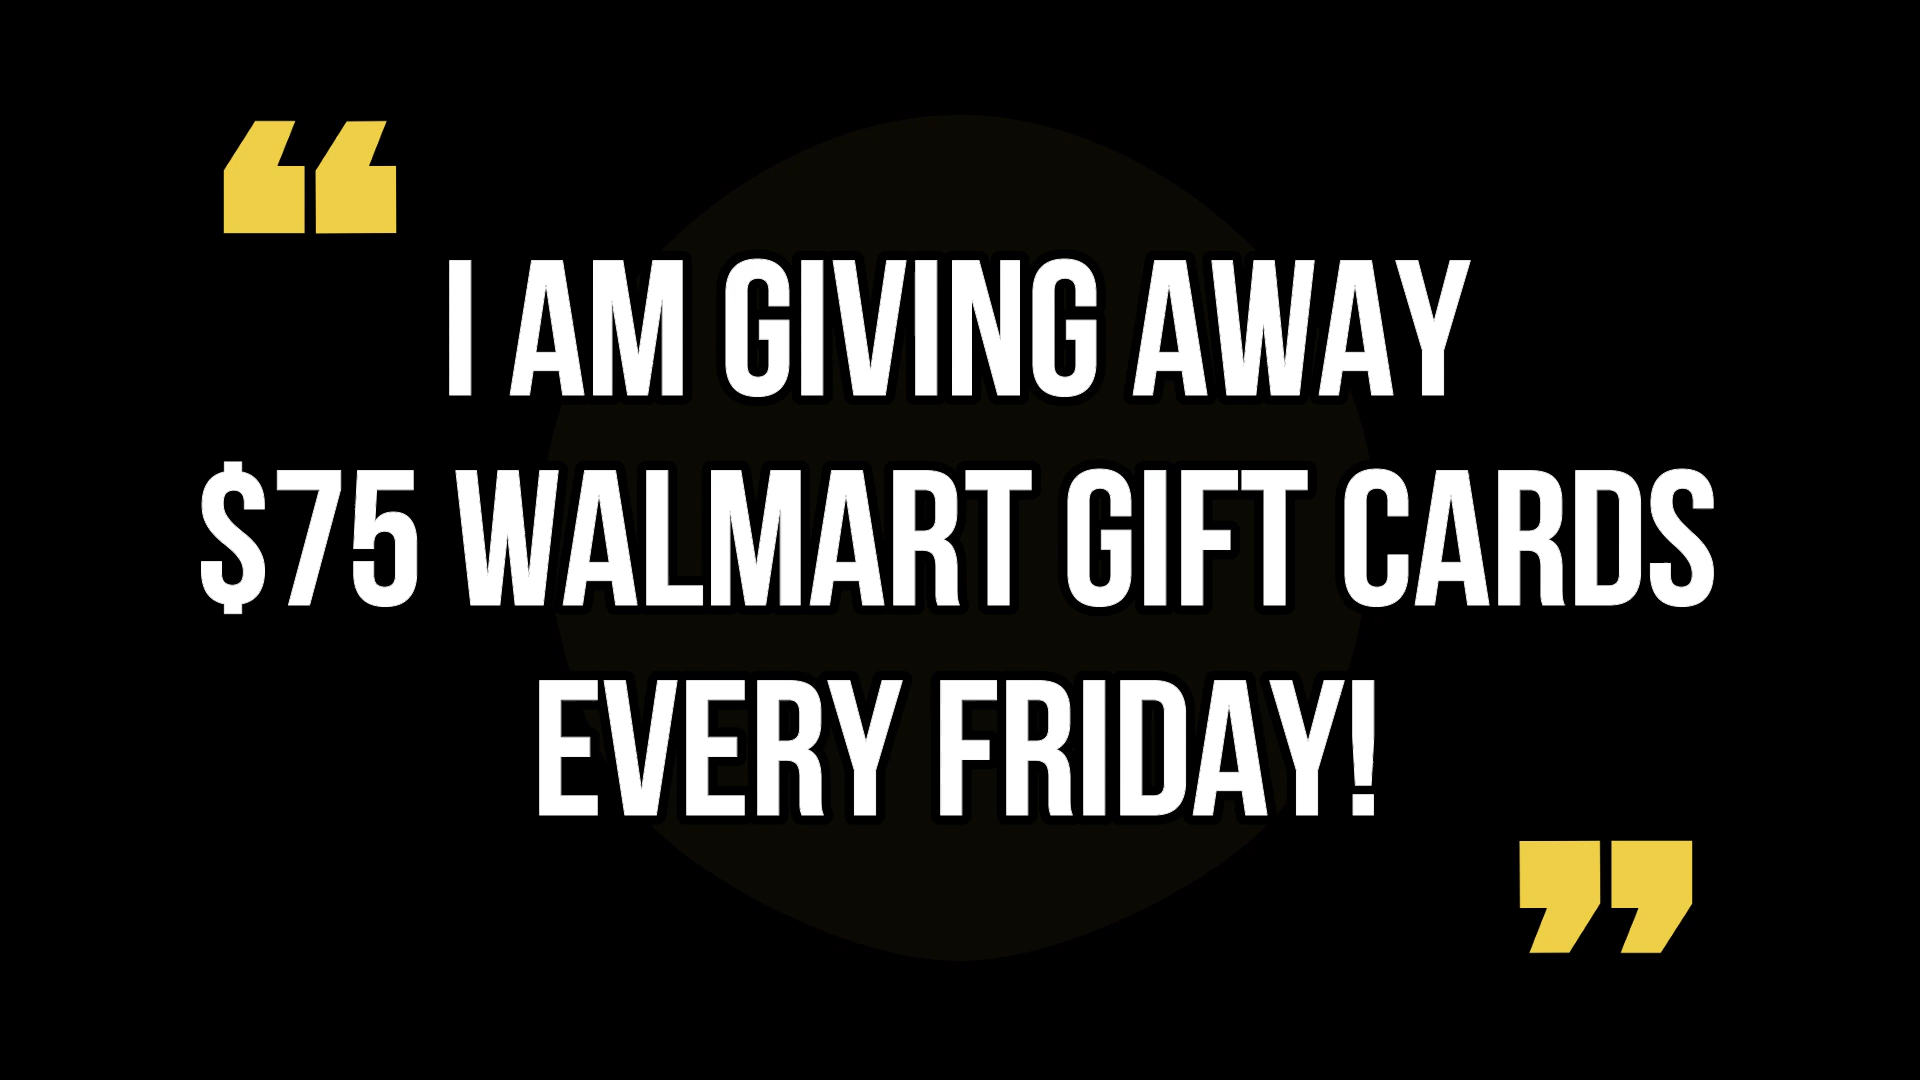 “
I AM GIVING AWAY
$75 WALMART GIFT CARDS
EVERY FRIDAY!
”